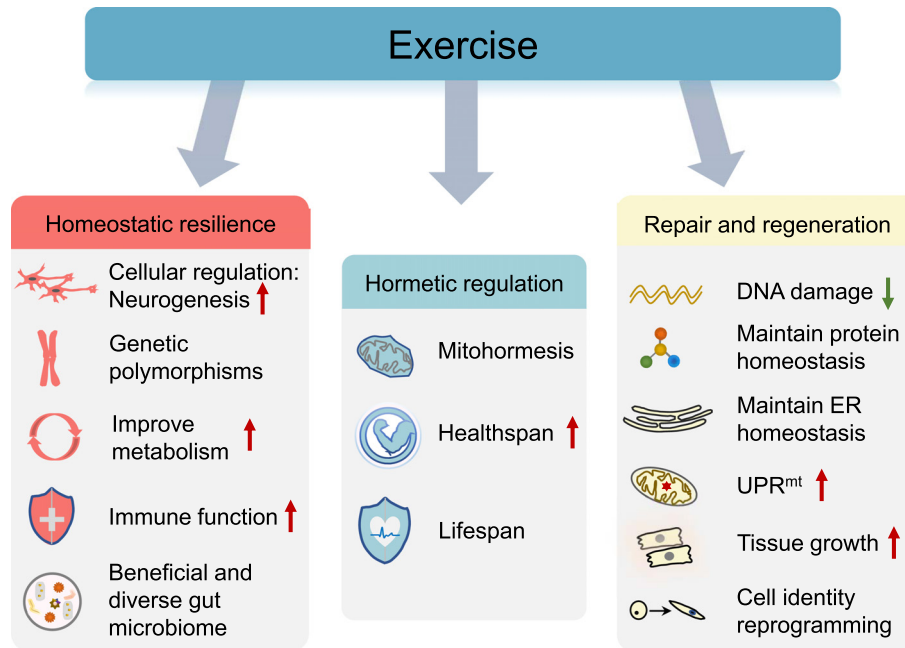 Exercise
Homeostatic resilience
Cellular regulation:
Neurogenesis
Genetic
polymorphisms
Improve
metabolism
Immune function
Beneficial and
diverse gut
microbiome
Hormetic regulation
Mitohormesis
Healthspan
Lifespan
Repair and regeneration
DNA damage
Maintain protein
homeostasis
Maintain ER
homeostasis
UPRᵐᵗ
Tissue growth
Cell identity
reprogramming